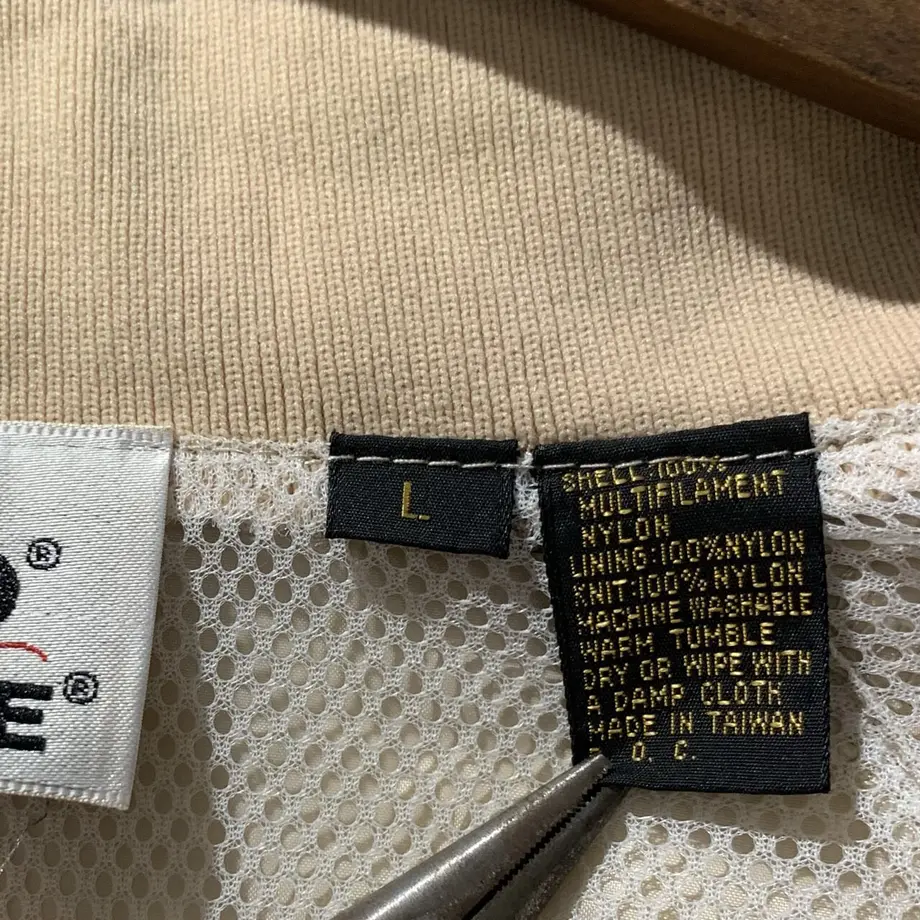 ®
E®
L
SHELL:100%
MULTIFILAMENT
NYLON
LINING:100%NYLON
KNIT:100%NYLON
MACHINE WASHABLE
WARM TUMBLE
DRY OR WIPE WITH
A DAMP CLOTH
MADE IN TAIWAN
O. C.